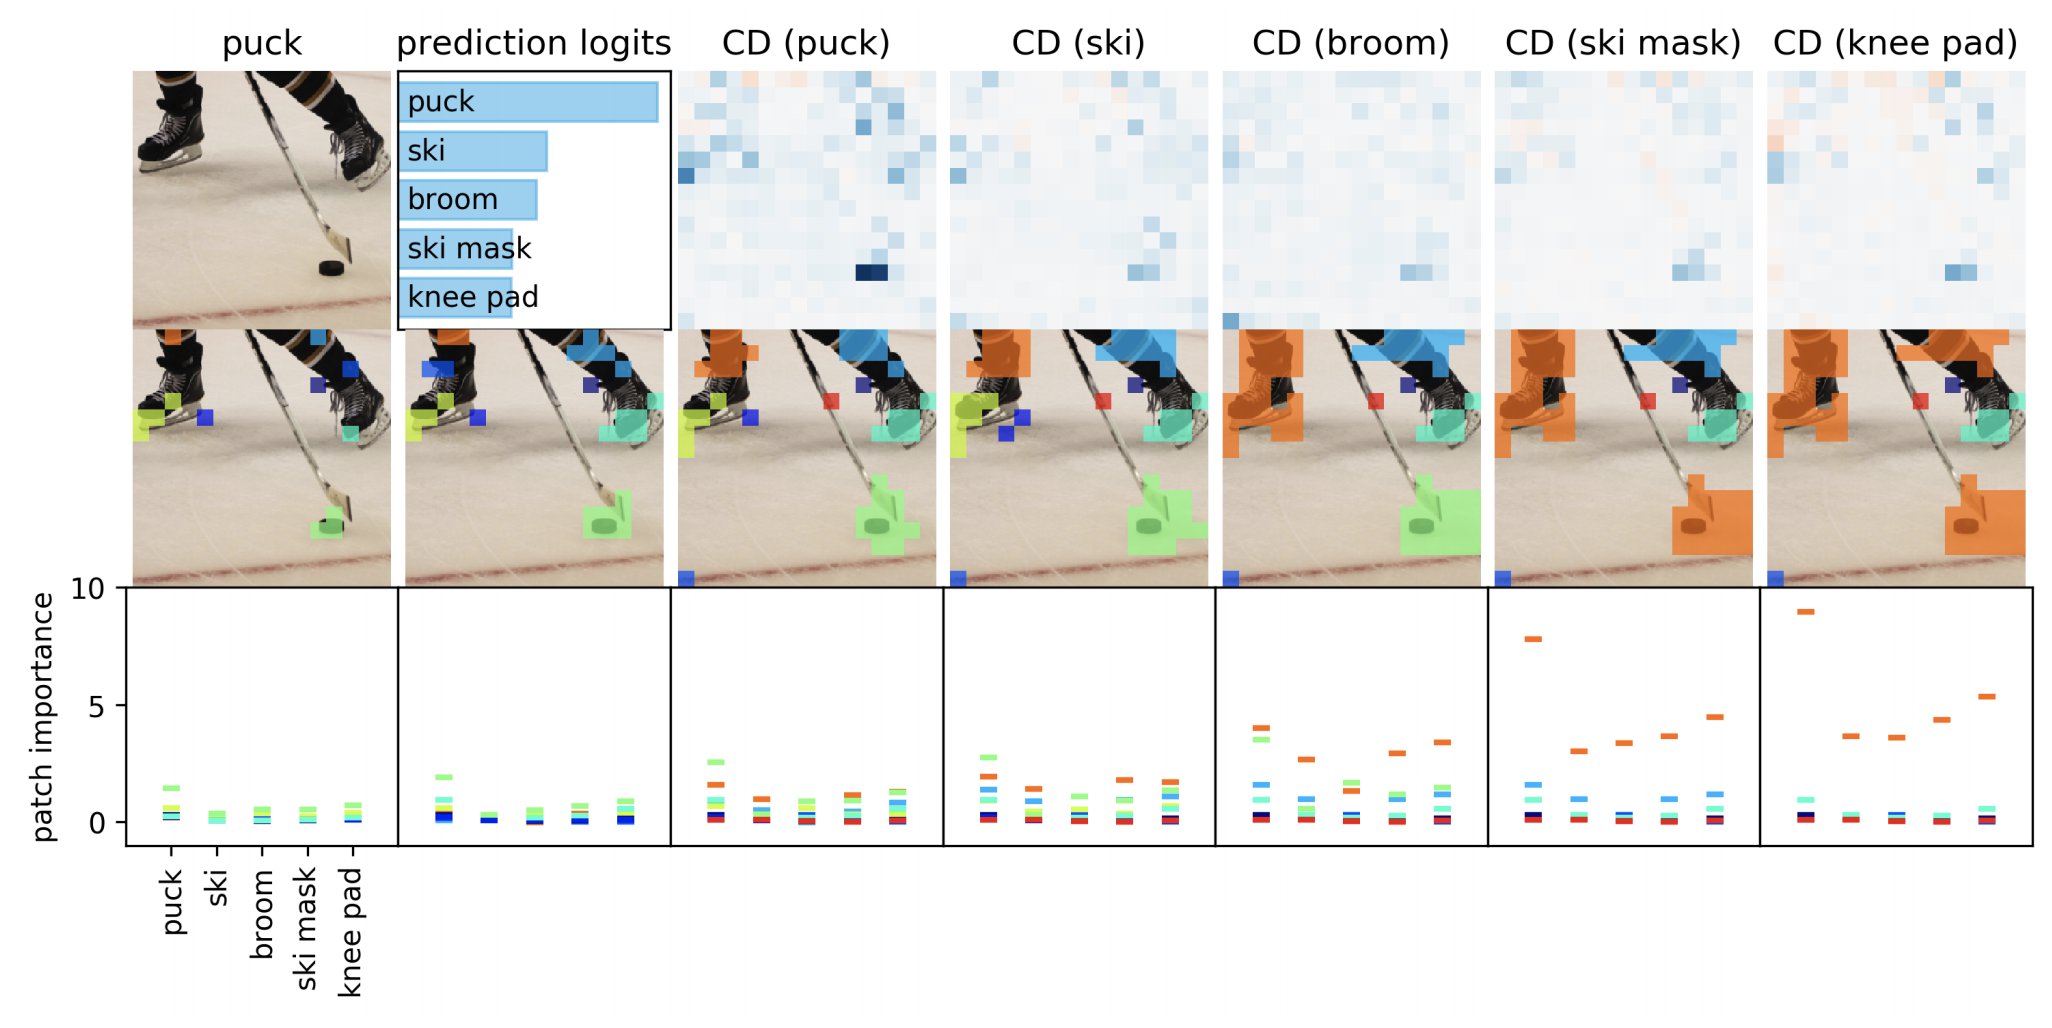 puck
prediction logits
CD (puck)
CD (ski)
CD (broom)
CD (ski mask)
CD (knee pad)
puck
ski
broom
ski mask
knee pad
patch importance
10
5
0
puck
ski
broom
ski mask
knee pad